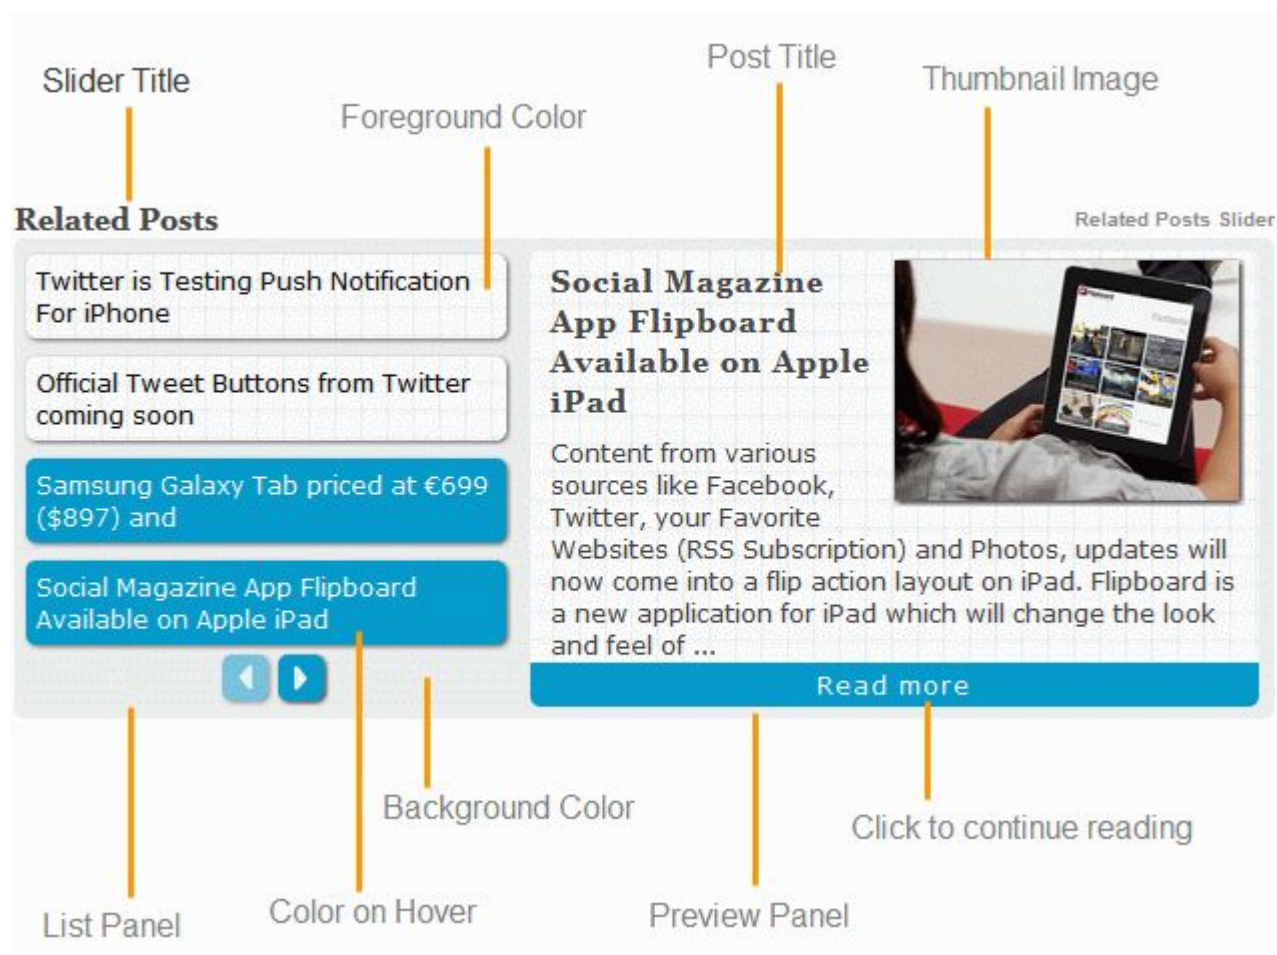 Post Title
Slider Title
Thumbnail Image
Foreground Color
Related Posts
Related Posts Slider
Twitter is Testing Push Notification
For iPhone
Official Tweet Buttons from Twitter
coming soon
Samsung Galaxy Tab priced at €699
($897) and
Social Magazine App Flipboard
Available on Apple iPad
Social Magazine
App Flipboard
Available on Apple
iPad
Content from various
sources like Facebook,
Twitter, your Favorite
Websites (RSS Subscription) and Photos, updates will
now come into a flip action layout on iPad. Flipboard is
a new application for iPad which will change the look
and feel of ...
Read more
Background Color
Click to continue reading
List Panel
Color on Hover
Preview Panel